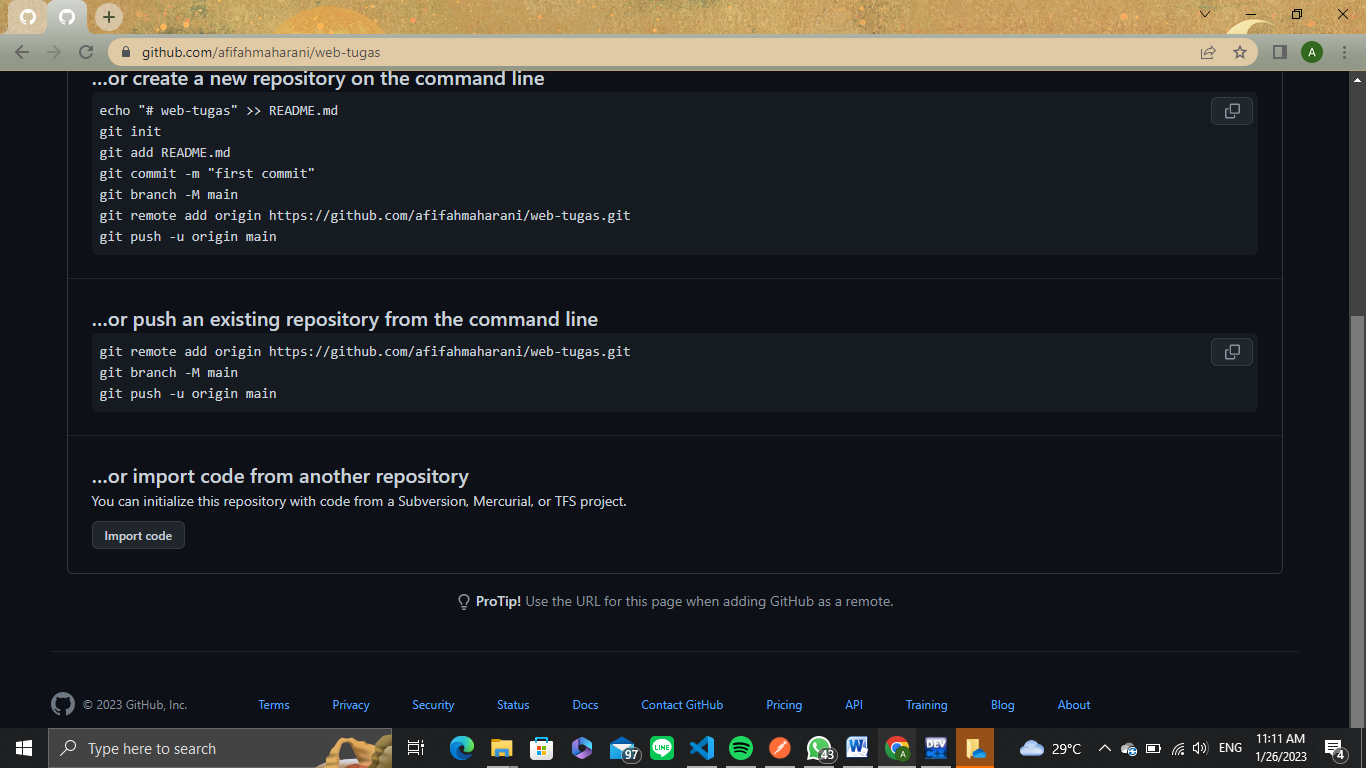 github.com/afifahmaharani/web-tugas
A
...or create a new repository on the command line
echo "# web-tugas" >> README.md
git init
git add README.md
git commit -m "first commit"
git branch -M main
git remote add origin https://github.com/afifahmaharani/web-tugas.git
git push -u origin main
...or push an existing repository from the command line
git remote add origin https://github.com/afifahmaharani/web-tugas.git
git branch -M main
git push -u origin main
...or import code from another repository
You can initialize this repository with code from a Subversion, Mercurial, or TFS project.
Import code
ProTip! Use the URL for this page when adding GitHub as a remote.
© 2023 GitHub, Inc. Terms Privacy Security Status Docs Contact GitHub Pricing API Training Blog About
Type here to search 97 LINE 43 W A DEV 29°C ENG 11:11 AM
1/26/2023 4